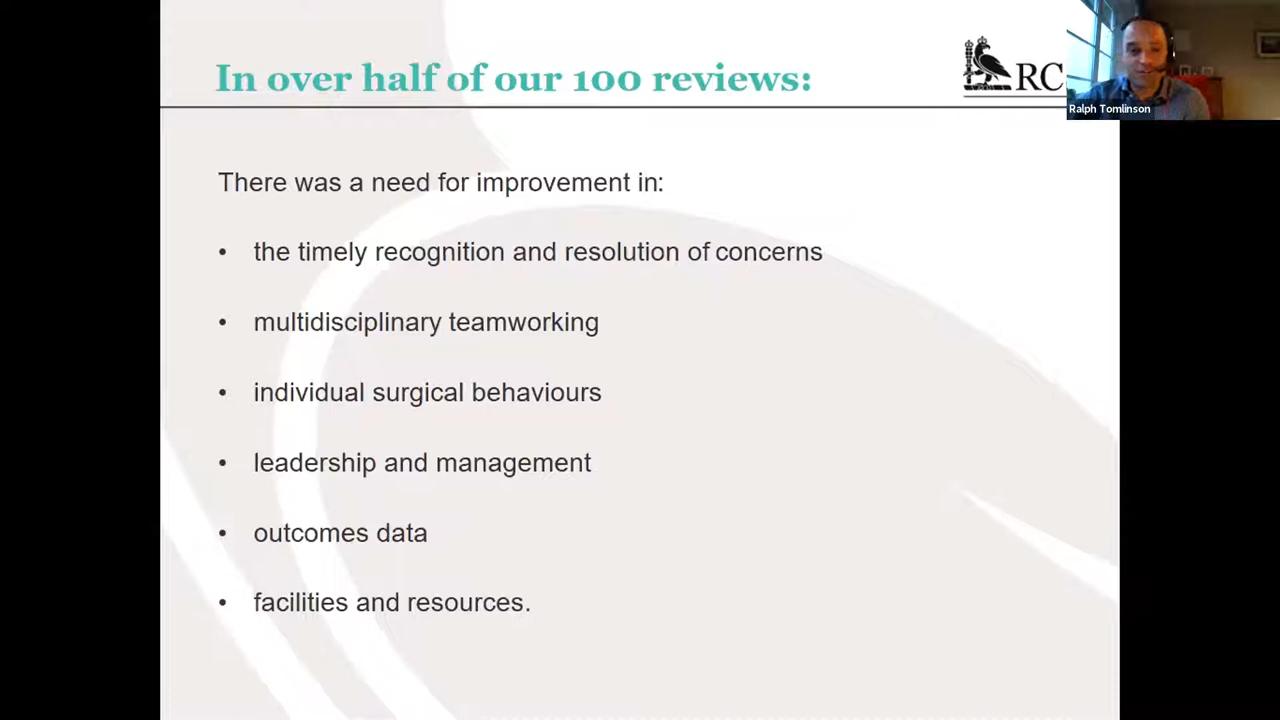 In over half of our 100 reviews:
RC
Ralph Tomlinson
There was a need for improvement in:
• the timely recognition and resolution of concerns
• multidisciplinary teamworking
• individual surgical behaviours
• leadership and management
• outcomes data
• facilities and resources.